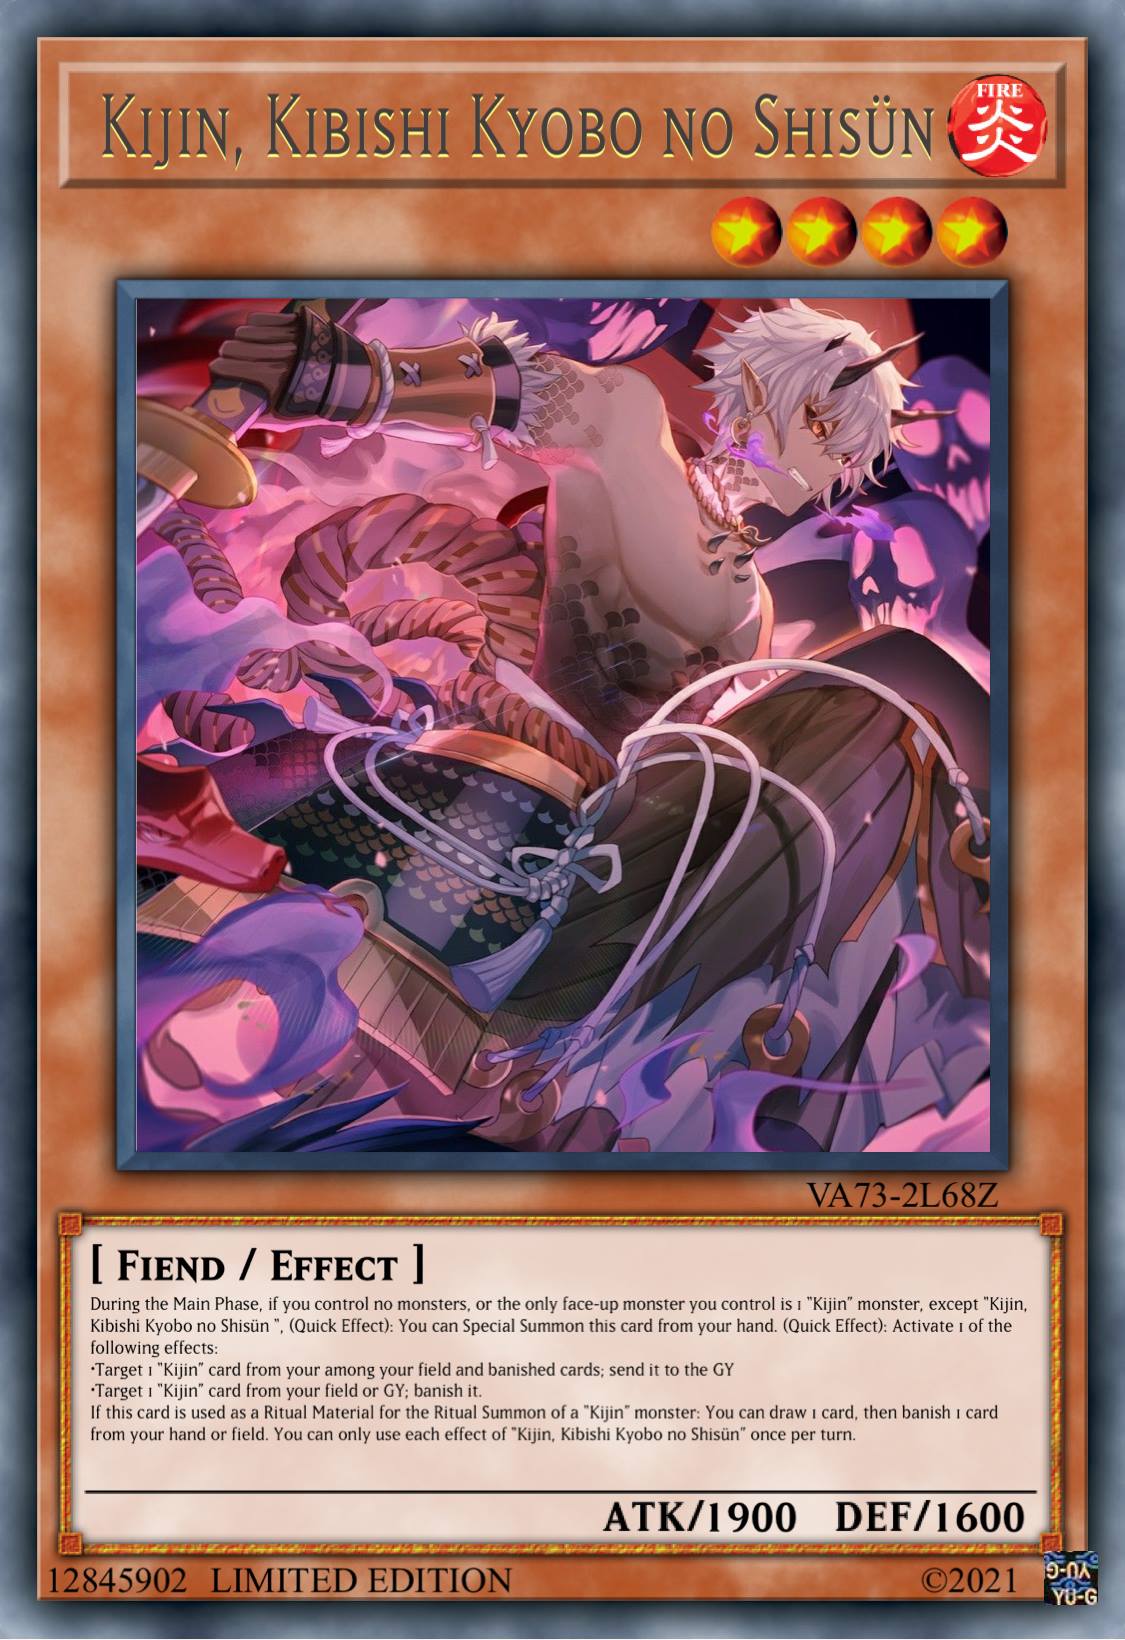 Kijin, Kibishi Kyobo no Shisün
FIRE
炎
VA73-2L68Z
[ Fiend / Effect ]
During the Main Phase, if you control no monsters, or the only face-up monster you control is 1 "Kijin" monster, except "Kijin,
Kibishi Kyobo no Shisün ", (Quick Effect): You can Special Summon this card from your hand. (Quick Effect): Activate 1 of the
following effects:
•Target 1 "Kijin" card from your among your field and banished cards; send it to the GY
•Target 1 "Kijin" card from your field or GY; banish it.
If this card is used as a Ritual Material for the Ritual Summon of a "Kijin" monster: You can draw 1 card, then banish 1 card
from your hand or field. You can only use each effect of "Kijin, Kibishi Kyobo no Shisün" once per turn.
ATK/1900 DEF/1600
12845902 LIMITED EDITION ©2021
YU-G